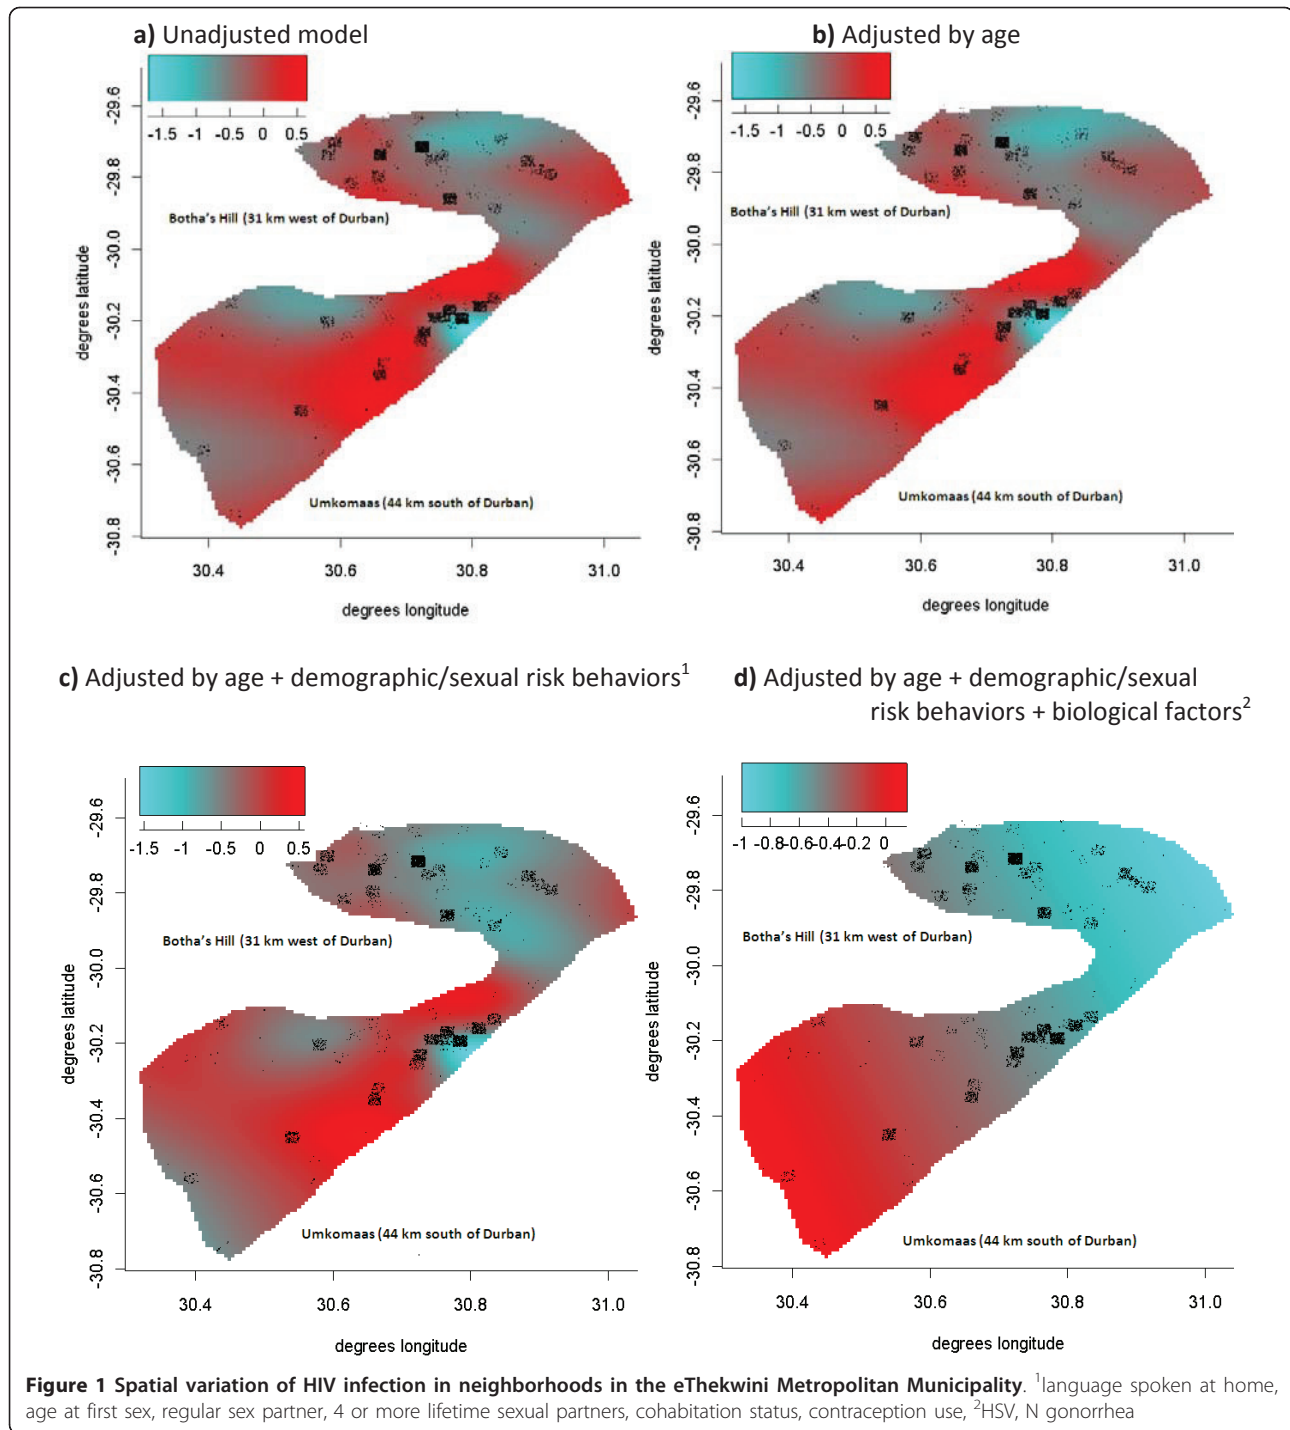 a) Unadjusted model
-1.5 -1 -0.5 0 0.5
-29.6
-29.8
-30.0
-30.2
-30.4
-30.6
-30.8
degrees latitude
Botha's Hill (31 km west of Durban)
Umkomaas (44 km south of Durban)
30.4 30.6 30.8 31.0
degrees longitude
b) Adjusted by age
-1.5 -1 -0.5 0 0.5
-29.6
-29.8
-30.0
-30.2
-30.4
-30.6
-30.8
degrees latitude
Botha's Hill (31 km west of Durban)
Umkomaas (44 km south of Durban)
30.4 30.6 30.8 31.0
degrees longitude
c) Adjusted by age + demographic/sexual risk behaviors1
-1.5 -1 -0.5 0 0.5
-29.6
-29.8
-30.0
-30.2
-30.4
-30.6
-30.8
degrees latitude
Botha's Hill (31 km west of Durban)
Umkomaas (44 km south of Durban)
30.4 30.6 30.8 31.0
degrees longitude
d) Adjusted by age + demographic/sexual
risk behaviors + biological factors2
-1 -0.8-0.6-0.4-0.2 0
-29.6
-29.8
-30.0
-30.2
-30.4
-30.6
-30.8
degrees latitude
Botha's Hill (31 km west of Durban)
Umkomaas (44 km south of Durban)
30.4 30.6 30.8 31.0
degrees longitude
Figure 1 Spatial variation of HIV infection in neighborhoods in the eThekwini Metropolitan Municipality. 1language spoken at home,
age at first sex, regular sex partner, 4 or more lifetime sexual partners, cohabitation status, contraception use, 2HSV, N gonorrhea